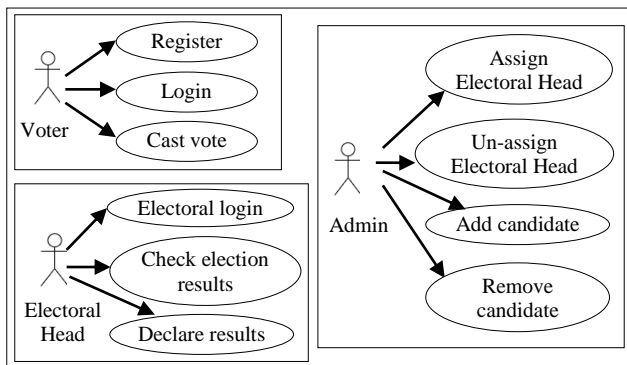 Register
Login
Cast vote
Voter
Electoral login
Check election
results
Declare results
Electoral
Head
Assign
Electoral Head
Un-assign
Electoral Head
Add candidate
Remove
candidate
Admin